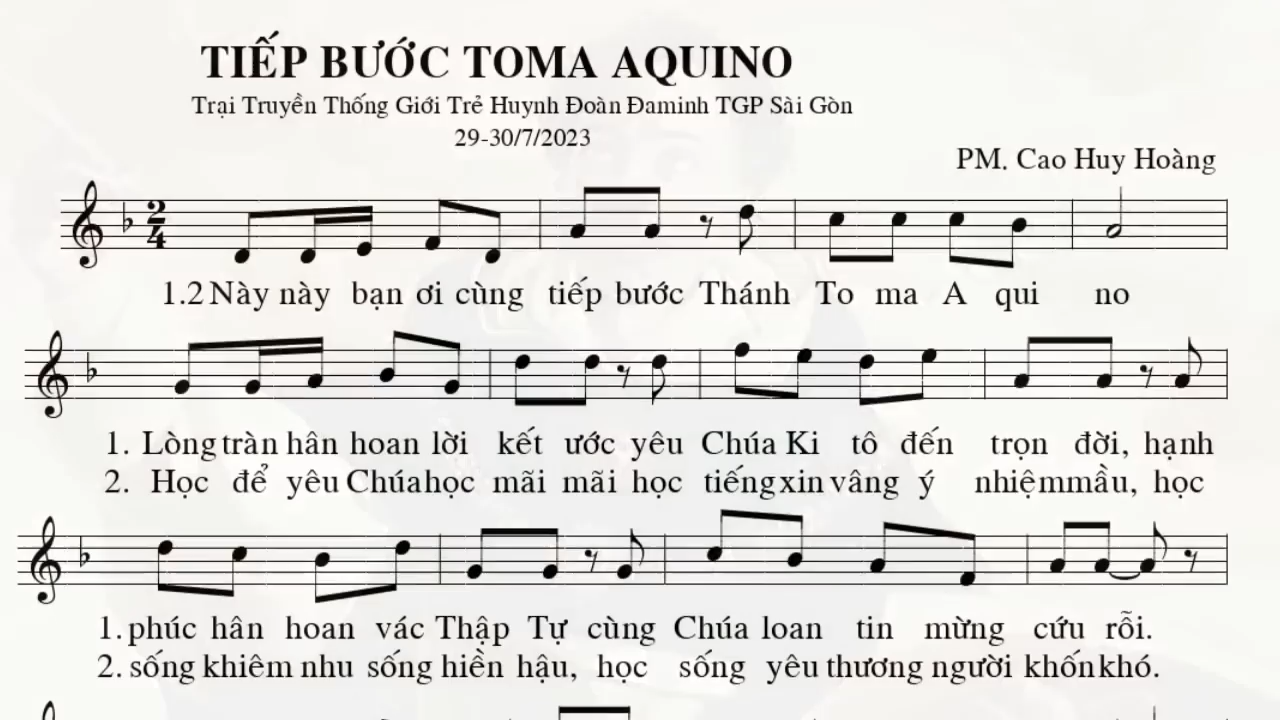 TIẾP BƯỚC TOMA AQUINO
Trại Truyền Thống Giới Trẻ Huynh Đoàn Đaminh TGP Sài Gòn
29-30/7/2023
PM. Cao Huy Hoàng
2
4
1.2 Này này bạn ơi cùng tiếp bước Thánh To ma A qui no
1. Lòng tràn hân hoan lời kết ước yêu Chúa Ki tô đến trọn đời, hạnh
2. Học để yêu Chúa học mãi mãi học tiếng xin vâng ý nhiệm mầu, học
1. phúc hân hoan vác Thập Tự cùng Chúa loan tin mừng cứu rỗi.
2. sống khiêm nhu sống hiền hậu, học sống yêu thương người khốn khó.